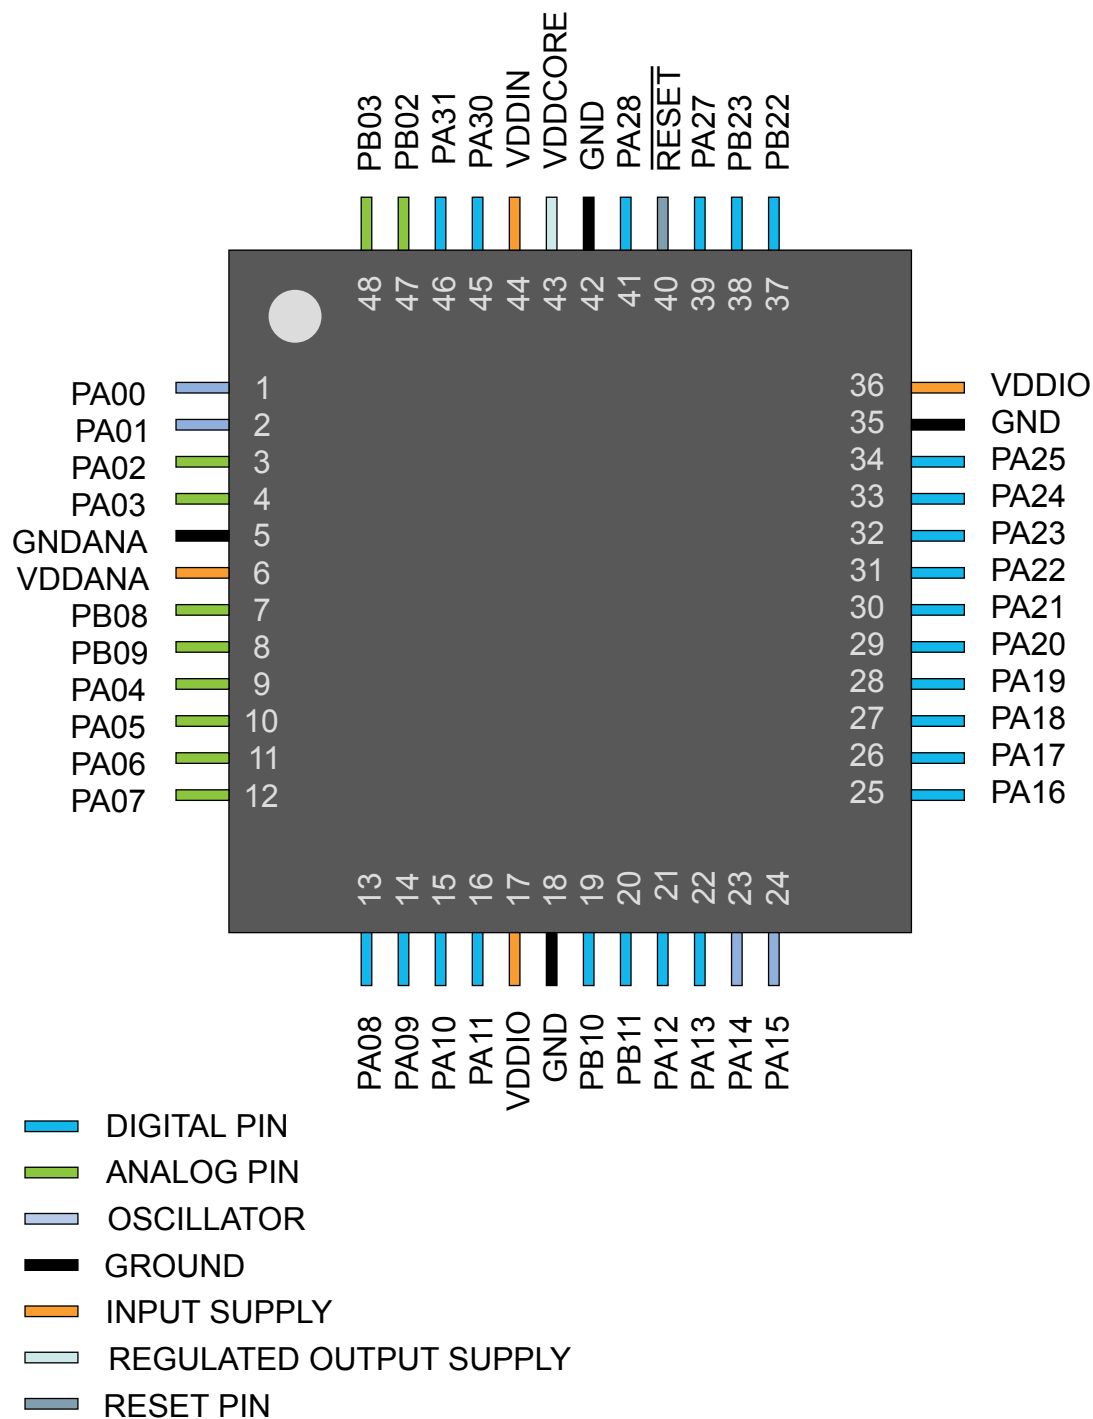 PB03 PB02 PA31 PA30 VDDIN VDDCORE GND PA28 RESET PA27 PB23 PB22
48 47 46 45 44 43 42 41 40 39 38 37
PA00 1 36 VDDIO
PA01 2 35 GND
PA02 3 34 PA25
PA03 4 33 PA24
GNDANA 5 32 PA23
VDDANA 6 31 PA22
PB08 7 30 PA21
PB09 8 29 PA20
PA04 9 28 PA19
PA05 10 27 PA18
PA06 11 26 PA17
PA07 12 25 PA16
13 14 15 16 17 18 19 20 21 22 23 24
PA08 PA09 PA10 PA11 VDDIO GND PB10 PB11 PA12 PA13 PA14 PA15
DIGITAL PIN
ANALOG PIN
OSCILLATOR
GROUND
INPUT SUPPLY
REGULATED OUTPUT SUPPLY
RESET PIN